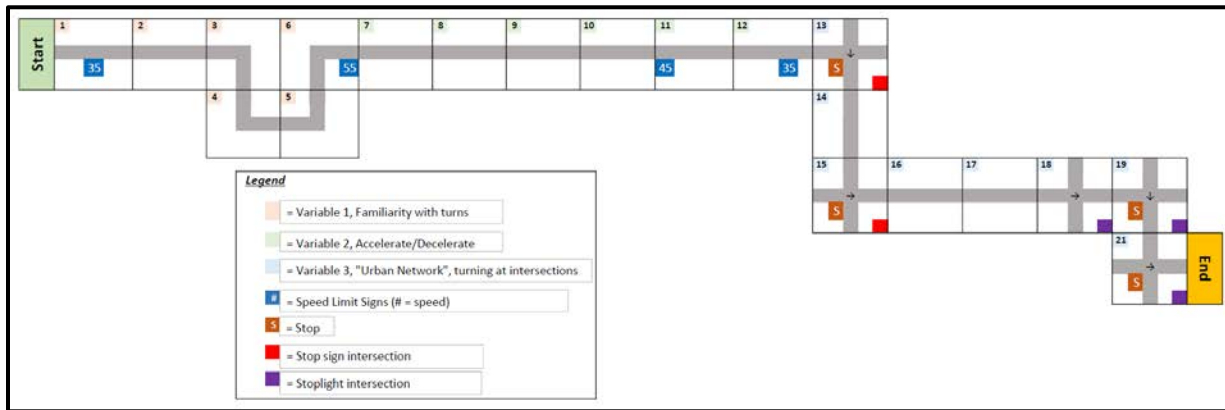 Start
1
2
3
6
7
8
9
10
11
12
13
35
55
45
35
S
4
5
14
15
16
17
18
19
S
S
21
S
End
Legend
= Variable 1, Familiarity with turns
= Variable 2, Accelerate/Decelerate
= Variable 3, "Urban Network", turning at intersections
# = Speed Limit Signs (# = speed)
S = Stop
= Stop sign intersection
= Stoplight intersection